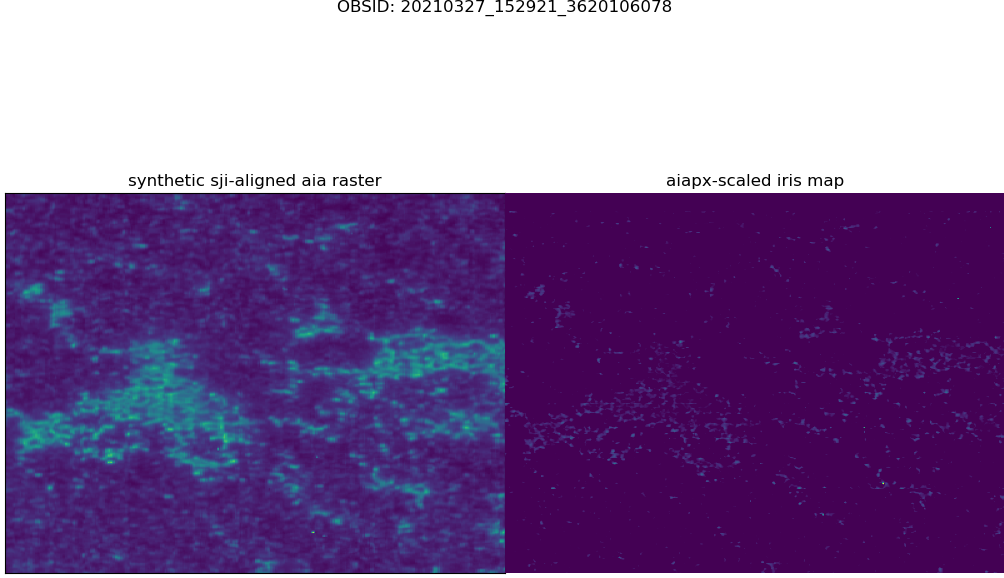 OBSID: 20210327_152921_3620106078
synthetic sji-aligned aia raster
aiapx-scaled iris map